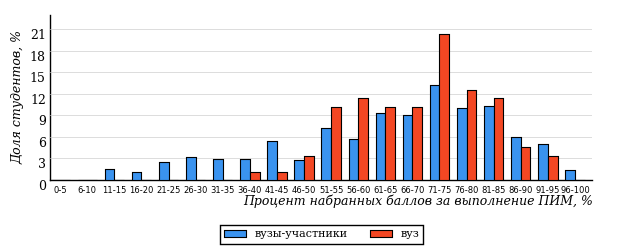 Доля студентов, %
21
18
15
12
9
6
3
0
0-5 6-10 11-15 16-20 21-25 26-30 31-35 36-40 41-45 46-50 51-55 56-60 61-65 66-70 71-75 76-80 81-85 86-90 91-95 96-100
Процент набранных баллов за выполнение ПИМ, %
вузы-участники вуз